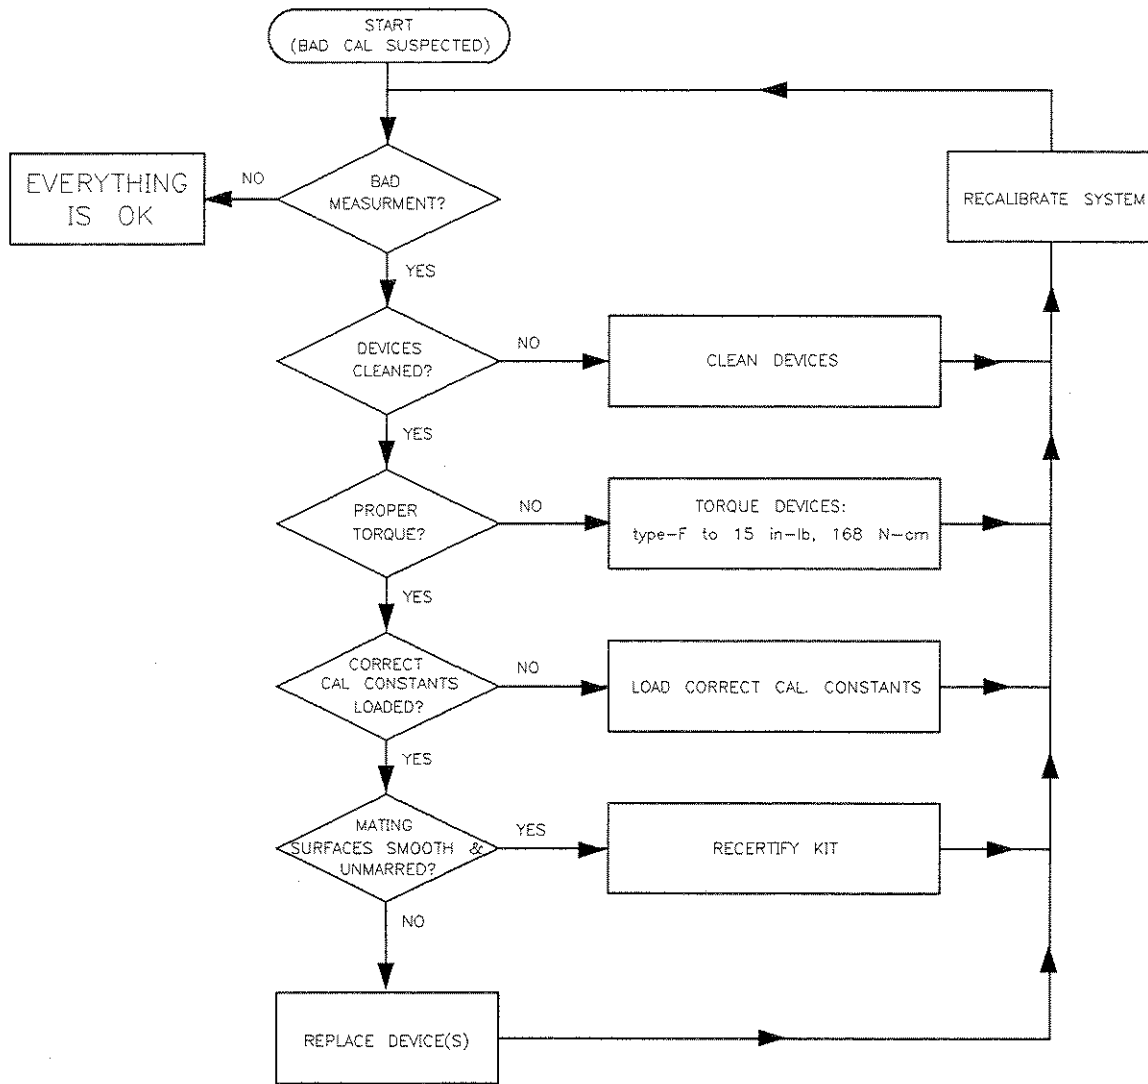 START
(BAD CAL SUSPECTED)
EVERYTHING
IS OK
NO
BAD
MEASURMENT?
RECALIBRATE SYSTEM
YES
DEVICES
CLEANED?
NO
CLEAN DEVICES
YES
PROPER
TORQUE?
NO
TORQUE DEVICES:
type-F to 15 in-lb, 168 N-cm
YES
CORRECT
CAL CONSTANTS
LOADED?
NO
LOAD CORRECT CAL. CONSTANTS
YES
MATING
SURFACES SMOOTH &
UNMARRED?
YES
RECERTIFY KIT
NO
REPLACE DEVICE(S)